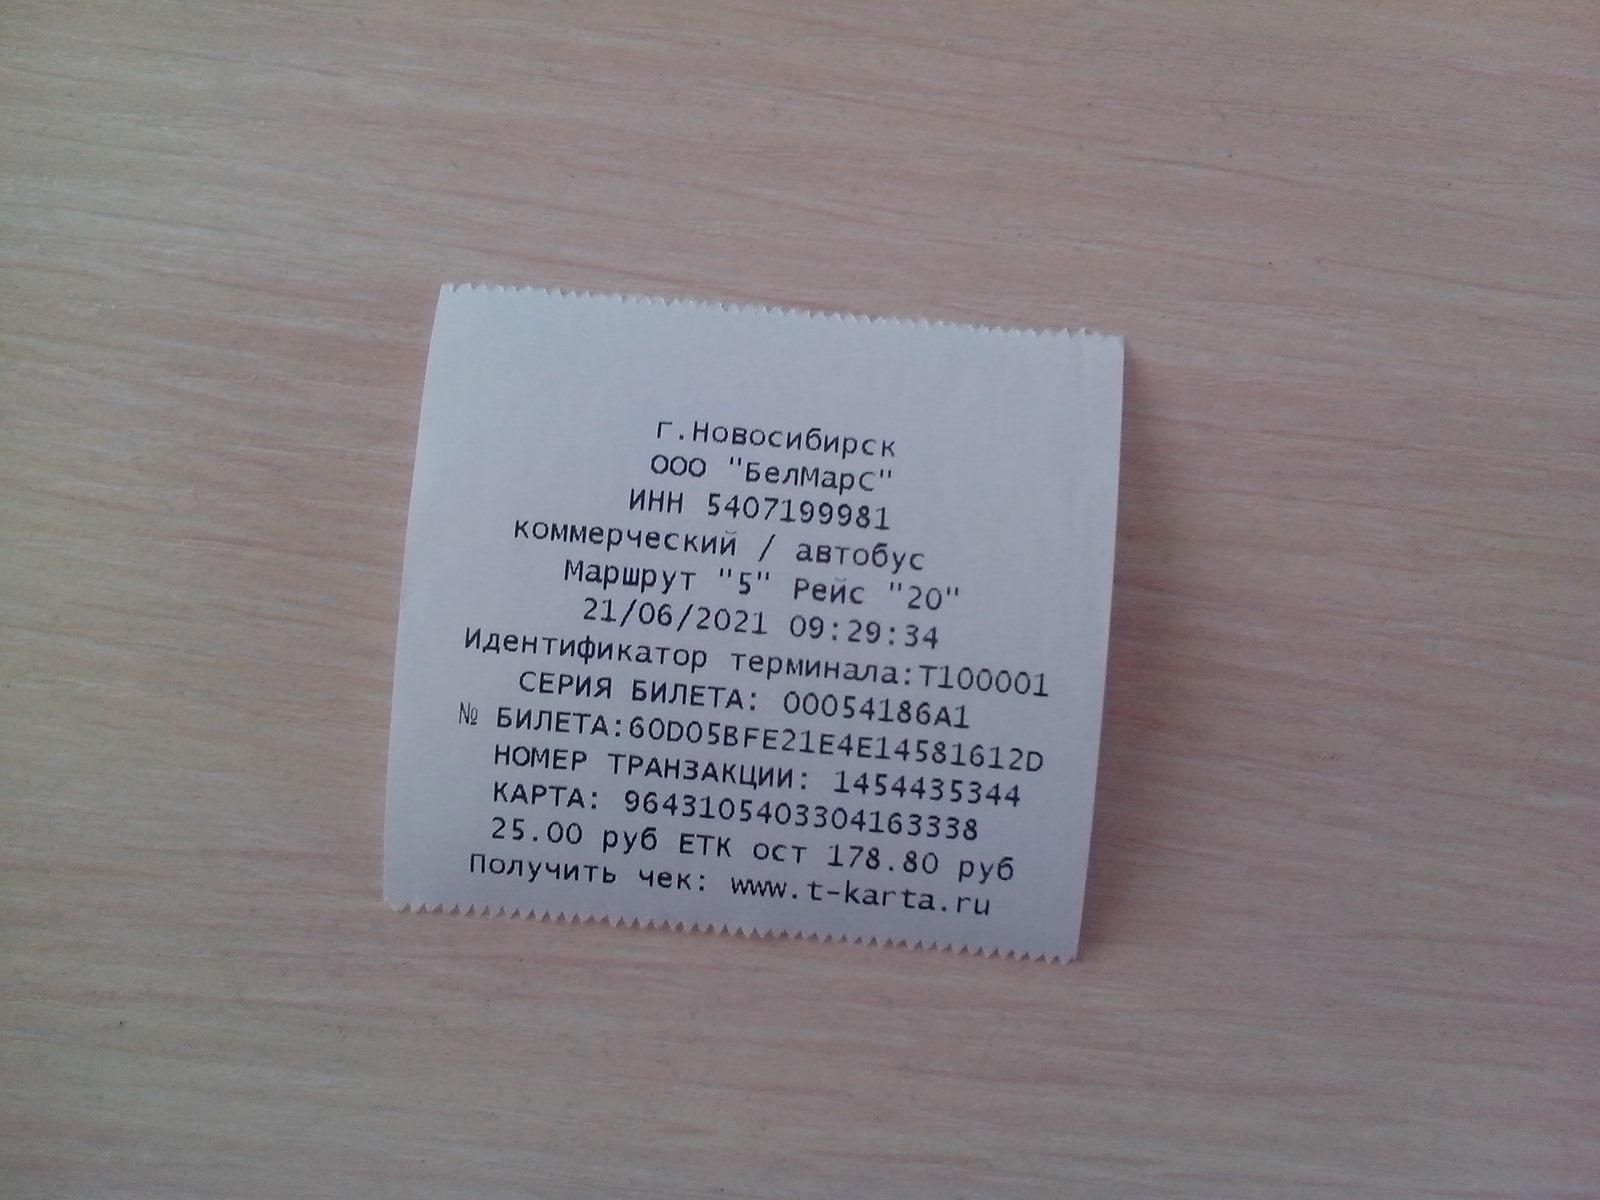 г.Новосибирск
ООО "БелМарС"
ИНН 5407199981
коммерческий / автобус
Маршрут "5" Рейс "20"
21/06/2021 09:29:34
Идентификатор терминала:Т100001
СЕРИЯ БИЛЕТА: 00054186A1
№ БИЛЕТА:60D05BFE21E4E14581612D
НОМЕР ТРАНЗАКЦИИ: 1454435344
КАРТА: 9643105403304163338
25.00 руб ЕТК ост 178.80 руб
Получить чек: www.t-karta.ru